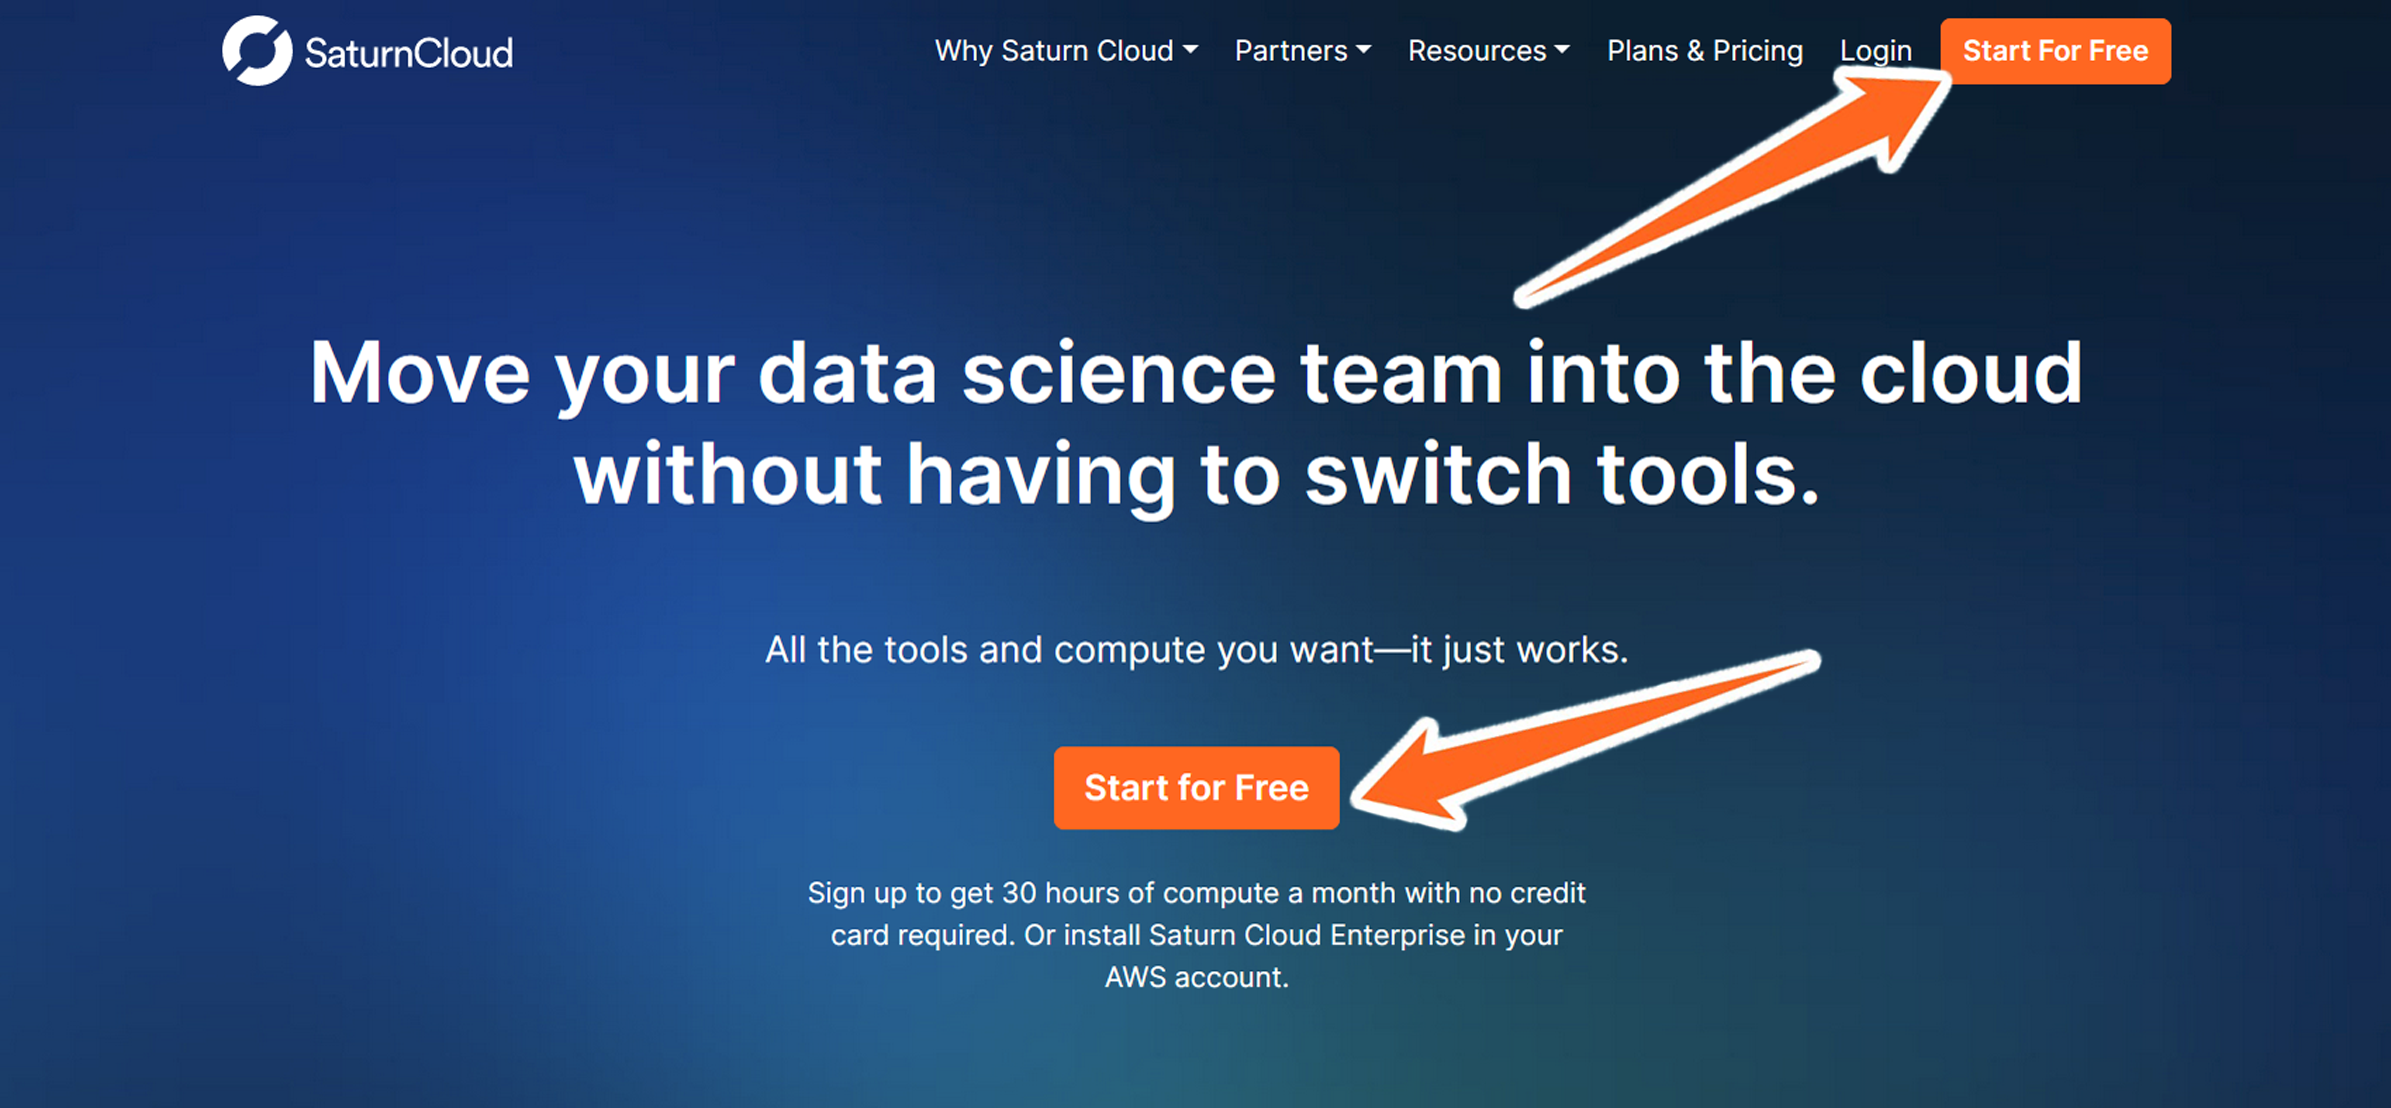 SaturnCloud
Why Saturn Cloud
Partners
Resources
Plans & Pricing
Login
Start For Free
Move your data science team into the cloud
without having to switch tools.
All the tools and compute you want—it just works.
Start for Free
Sign up to get 30 hours of compute a month with no credit
card required. Or install Saturn Cloud Enterprise in your
AWS account.